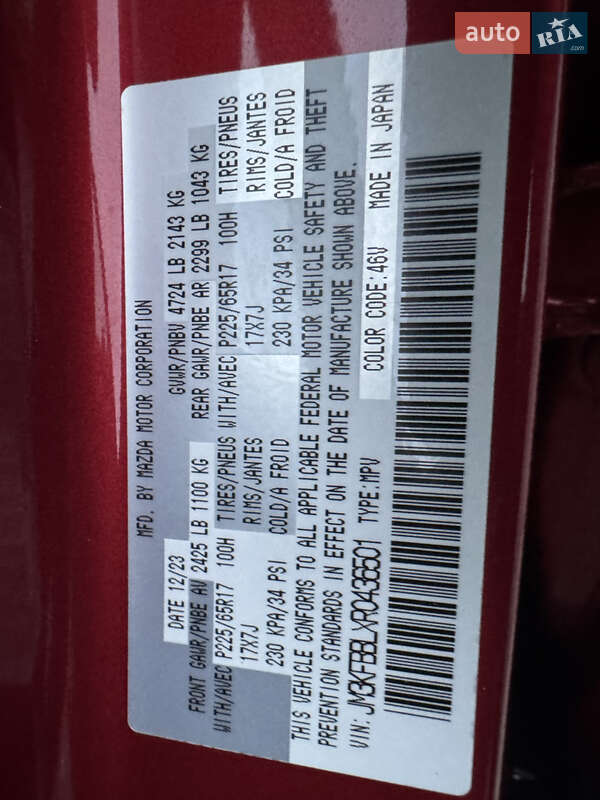 auto RIA.com
MFD. BY MAZDA MOTOR CORPORATION
DATE 12/23 GVWR/PNBV 4724 LB 2143 KG
FRONT GAWR/PNBE AV 2425 LB 1100 KG REAR GAWR/PNBE AR 2299 LB 1043 KG
WITH/AVEC P225/65R17 100H TIRES/PNEUS WITH/AVEC P225/65R17 100H TIRES/PNEUS
17X7J RIMS/JANTES 17X7J RIMS/JANTES
230 KPA/34 PSI COLD/A FROID 230 KPA/34 PSI COLD/A FROID
THIS VEHICLE CONFORMS TO ALL APPLICABLE FEDERAL MOTOR VEHICLE SAFETY AND THEFT
PREVENTION STANDARDS IN EFFECT ON THE DATE OF MANUFACTURE SHOWN ABOVE.
VIN: JM3KFBBLXR0436501 TYPE:MPV COLOR CODE:46V MADE IN JAPAN